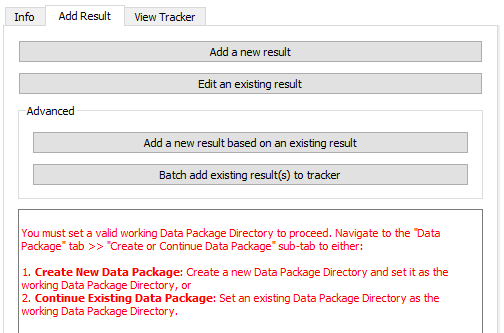 Info
Add Result
View Tracker
Add a new result
Edit an existing result
Advanced
Add a new result based on an existing result
Batch add existing result(s) to tracker
You must set a valid working Data Package Directory to proceed. Navigate to the "Data
Package" tab >> "Create or Continue Data Package" sub-tab to either:
1. Create New Data Package: Create a new Data Package Directory and set it as the
working Data Package Directory, or
2. Continue Existing Data Package: Set an existing Data Package Directory as the
working Data Package Directory.